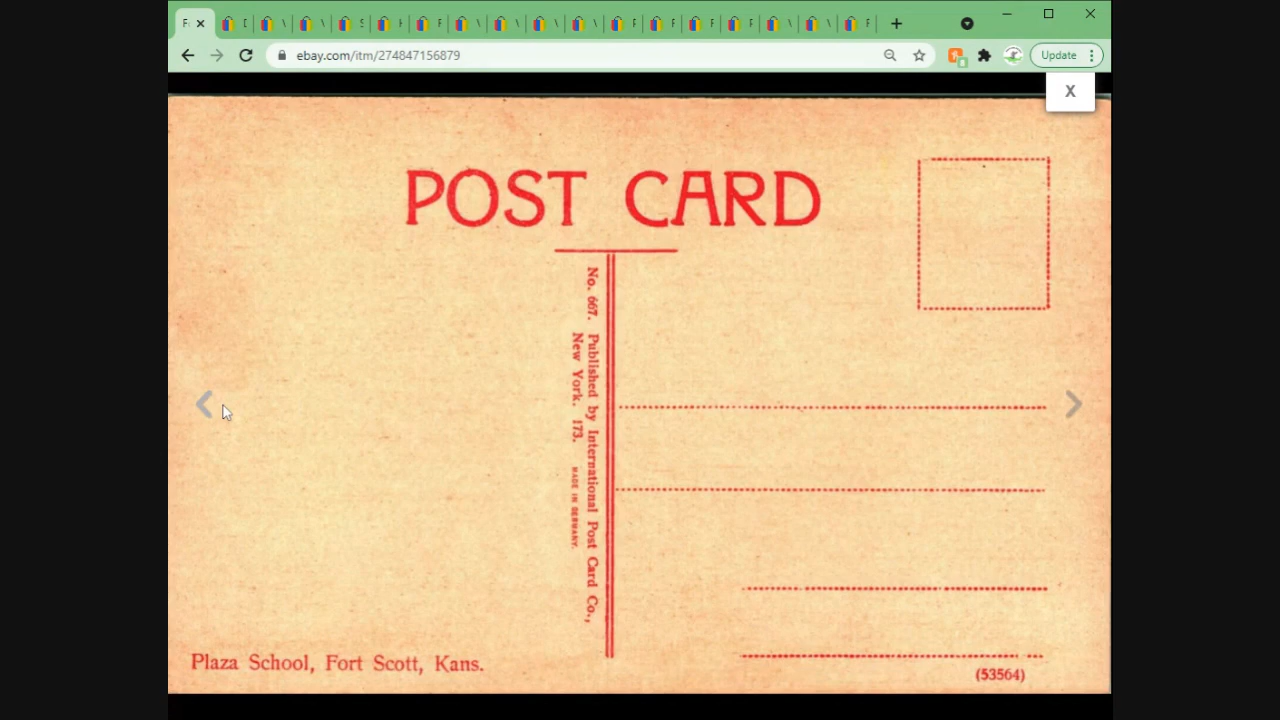 ebay.com/itm/274847156879
Update
X
POST CARD
No. 667. Published by International Post Card Co.,
New York. 173. MADE IN GERMANY.
Plaza School, Fort Scott, Kans.
(53564)